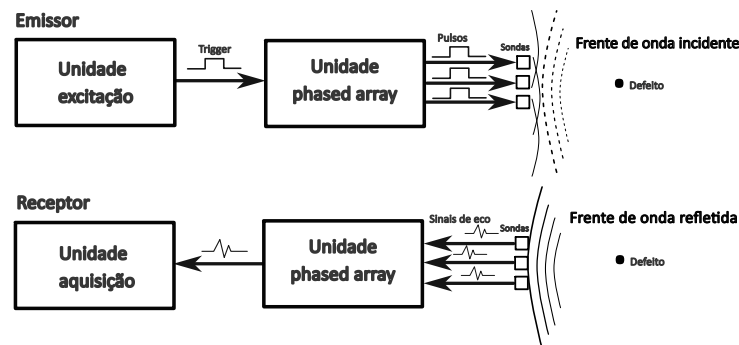 Emissor
Unidade
excitação
Trigger
Unidade
phased array
Pulsos
Sondas
Frente de onda incidente
Defeito
Receptor
Unidade
aquisição
Unidade
phased array
Sinais de eco
Sondas
Frente de onda refletida
Defeito